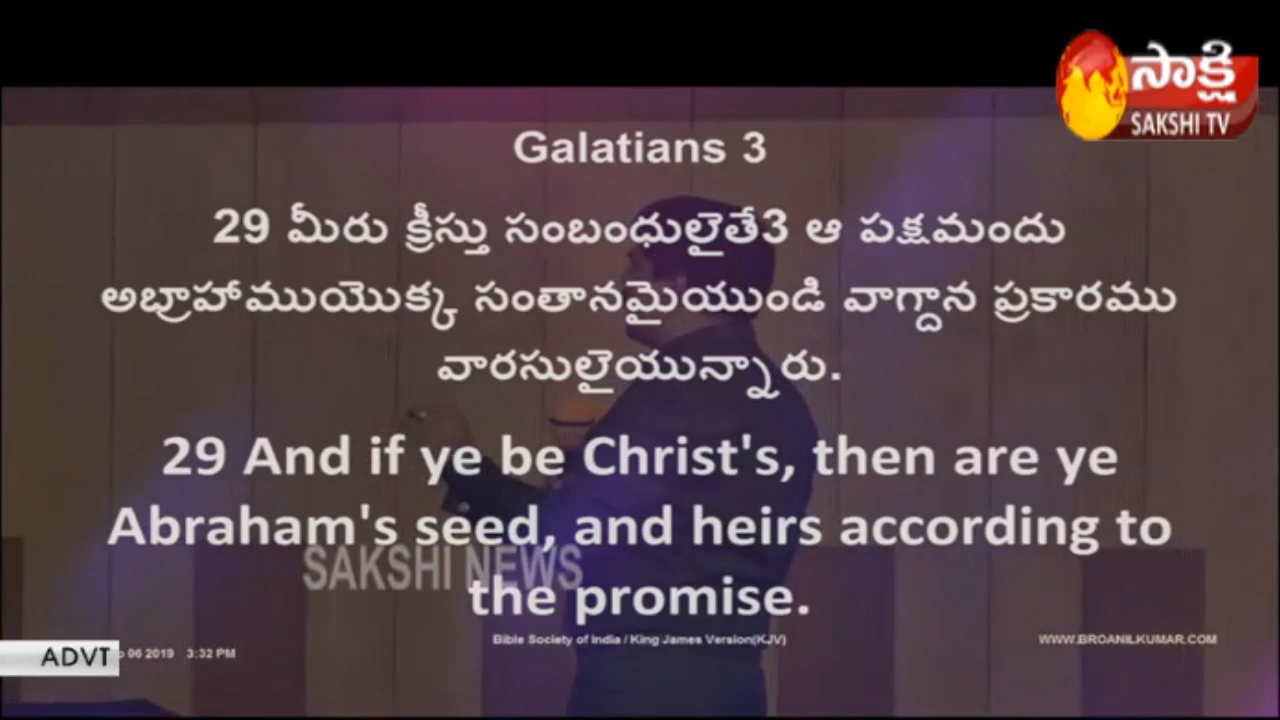 సాక్షి
SAKSHI TV
Galatians 3
29 మీరు క్రీస్తు సంబంధులైతే3 ఆ పక్షమందు
అబ్రాహాముయొక్క సంతానమైయుండి వాగ్దాన ప్రకారము
వారసులైయున్నారు.
29 And if ye be Christ's, then are ye
Abraham's seed, and heirs according to
the promise.
SAKSHI NEWS
Bible Society of India / King James Version(KJV)
WWW.BROANILKUMAR.COM
ADVT
06 2019 3:32 PM